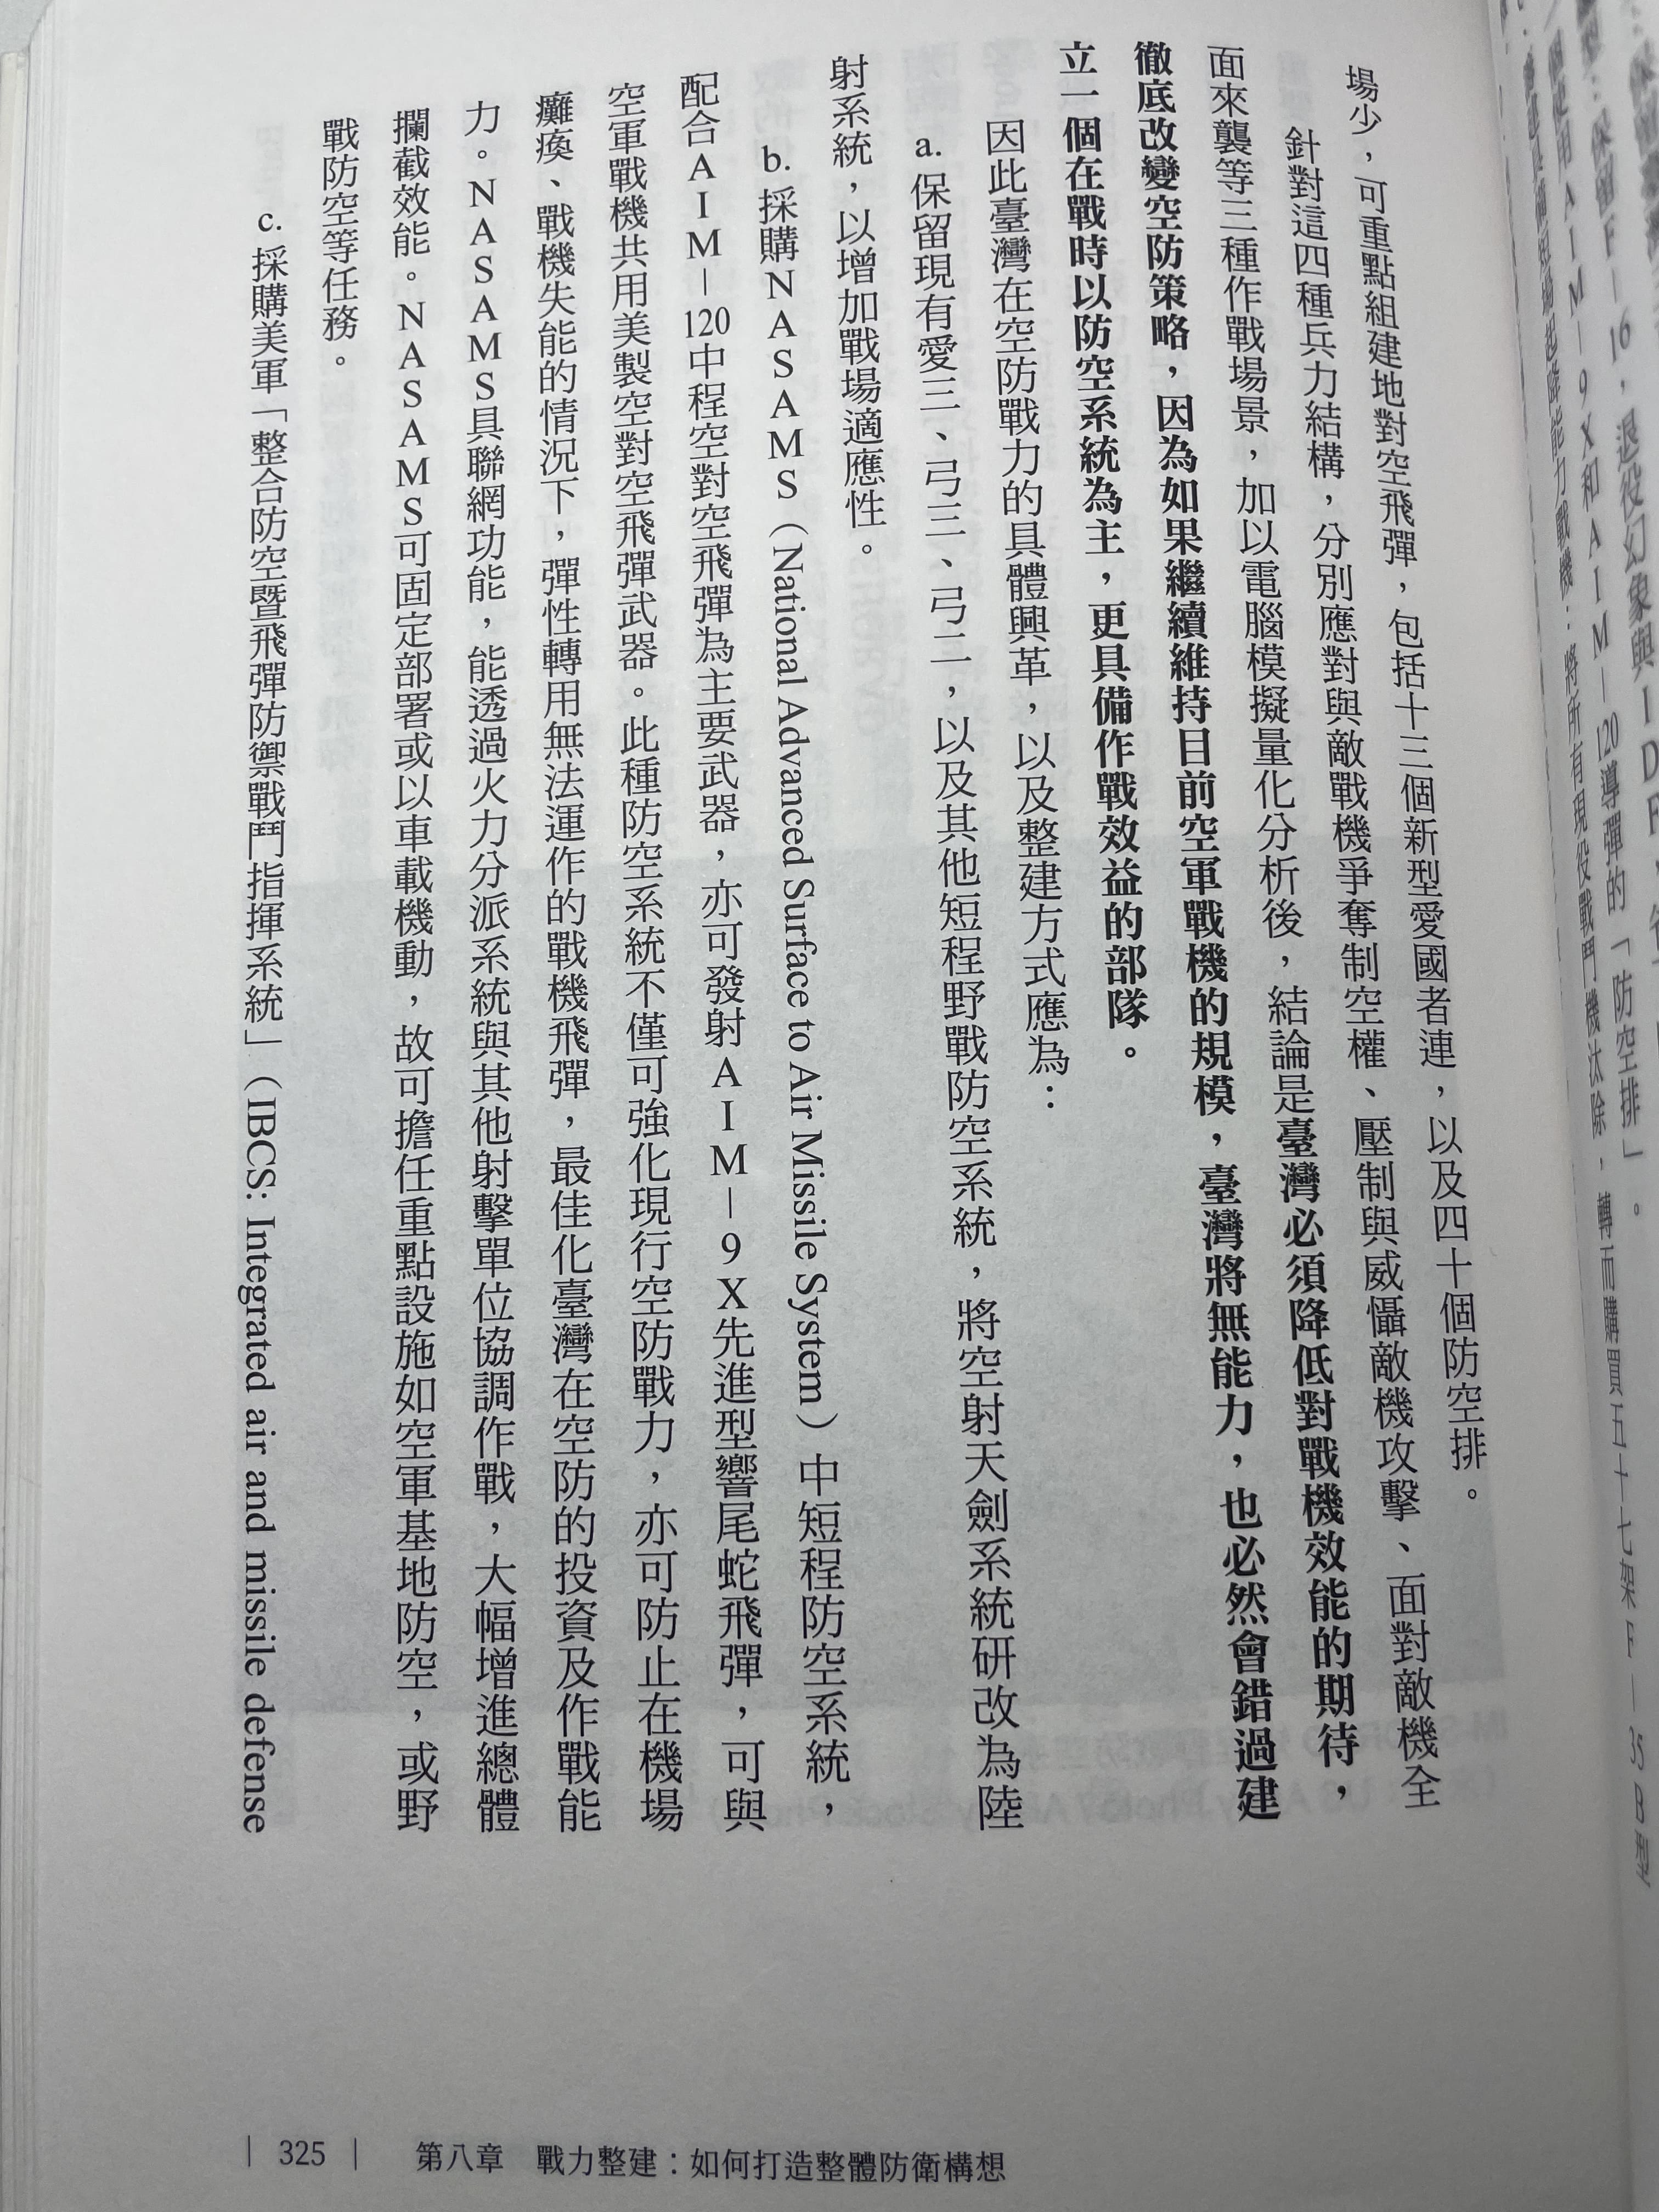 場少，可重點組建地對空飛彈，包括十三個新型愛國者連，以及四十個防空排。
針對這四種兵力結構，分別應對與敵戰機爭奪制空權、壓制與威懾敵機攻擊、面對敵機全
面來襲等三種作戰場景，加以電腦模擬量化分析後，結論是臺灣必須降低對戰機效能的期待，
徹底改變空防策略，因為如果繼續維持目前空軍戰機的規模，臺灣將無能力，也必然會錯過建
立一個在戰時以防空系統為主，更具備作戰效益的部隊。
因此臺灣在空防戰力的具體興革，以及整建方式應為：
a. 保留現有愛三、弓三、弓二，以及其他短程野戰防空系統，將空射天劍系統研改為陸
射系統，以增加戰場適應性。
b. 採購NASAMS（National Advanced Surface to Air Missile System）中短程防空系統，
配合AIM－120中程空對空飛彈為主要武器，亦可發射AIM－9X先進型響尾蛇飛彈，可與
空軍戰機共用美製空對空飛彈武器。此種防空系統不僅可強化現行空防戰力，亦可防止在機場
癱瘓、戰機失能的情況下，彈性轉用無法運作的戰機飛彈，最佳化臺灣在空防的投資及作戰能
力。NASAMS具聯網功能，能透過火力分派系統與其他射擊單位協調作戰，大幅增進總體
攔截效能。NASAMS可固定部署或以車載機動，故可擔任重點設施如空軍基地防空，或野
戰防空等任務。
c. 採購美軍「整合防空暨飛彈防禦戰鬥指揮系統」（IBCS: Integrated air and missile defense
| 325 | 第八章 戰力整建：如何打造整體防衛構想